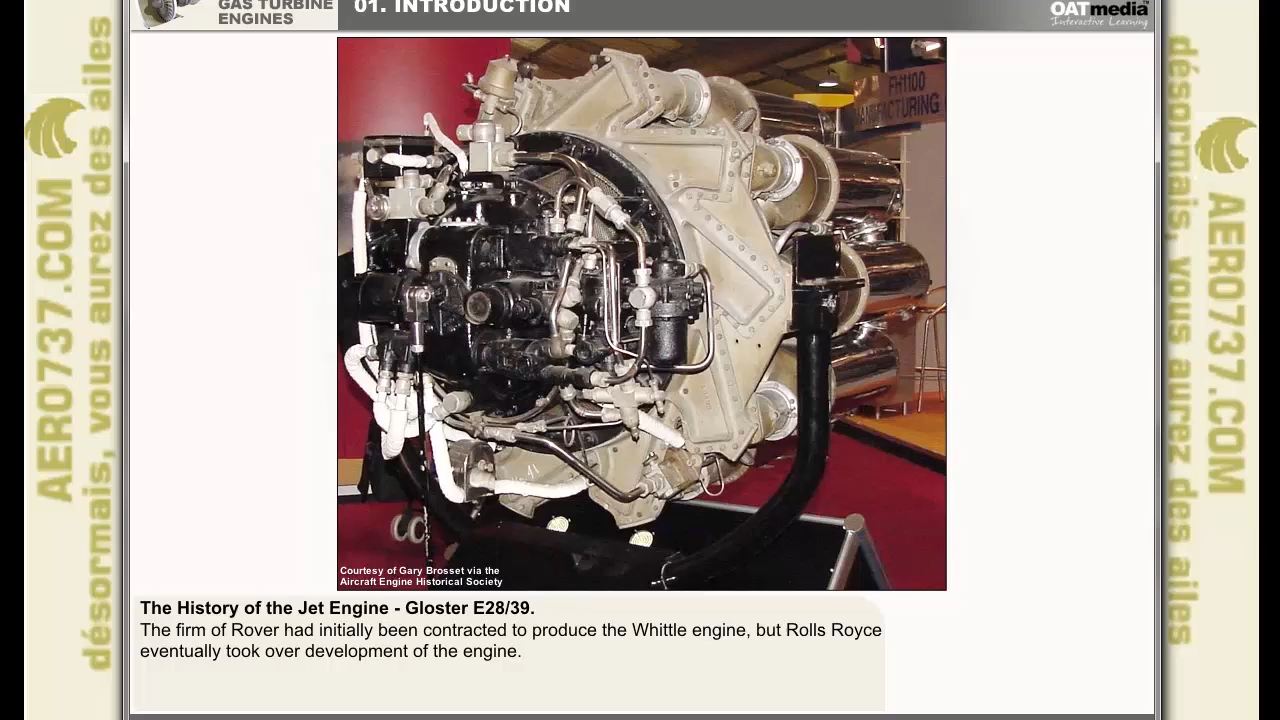 GAS TURBINE
ENGINES
01. INTRODUCTION
OATmedia™
Interactive Learning
AERO737.COM
désormais, vous aurez des ailes
FH1100
MANUFACTURING
Courtesy of Gary Brosset via the
Aircraft Engine Historical Society
The History of the Jet Engine - Gloster E28/39.
The firm of Rover had initially been contracted to produce the Whittle engine, but Rolls Royce
eventually took over development of the engine.
AERO737.COM
désormais, vous aurez des ailes